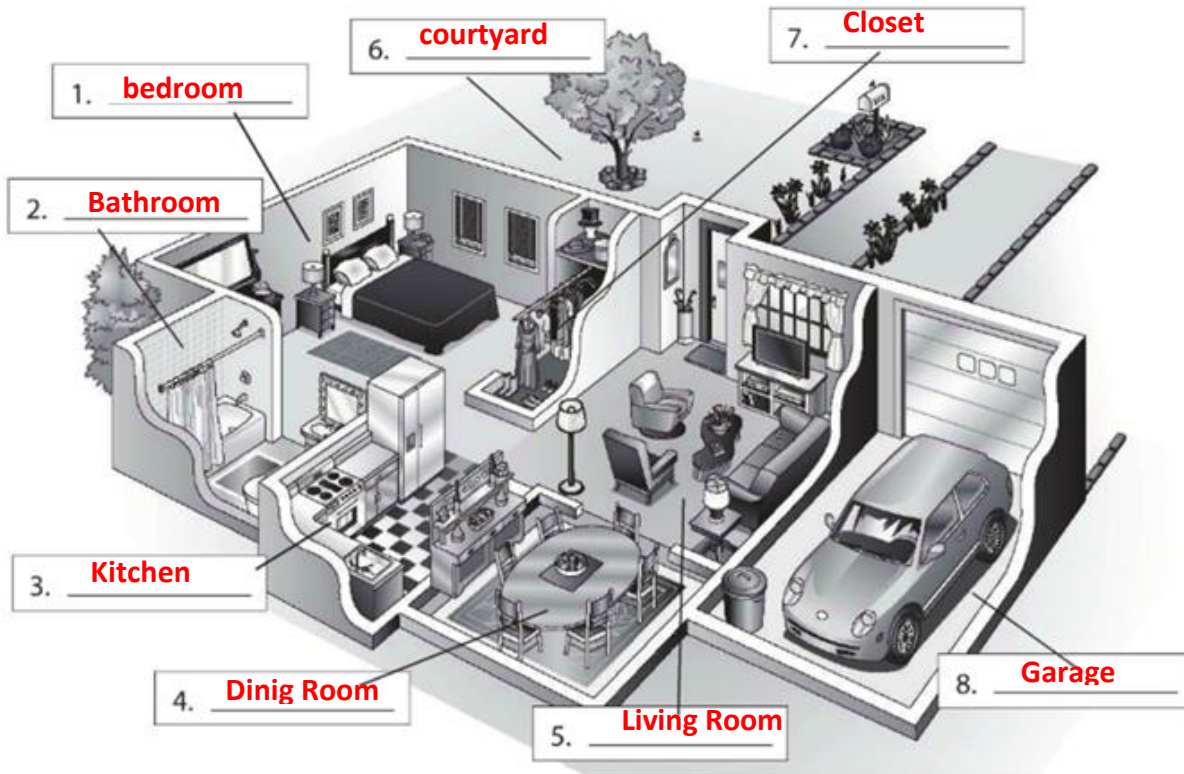 6. courtyard
7. Closet
1. bedroom
2. Bathroom
3. Kitchen
4. Dinig Room
5. Living Room
8. Garage